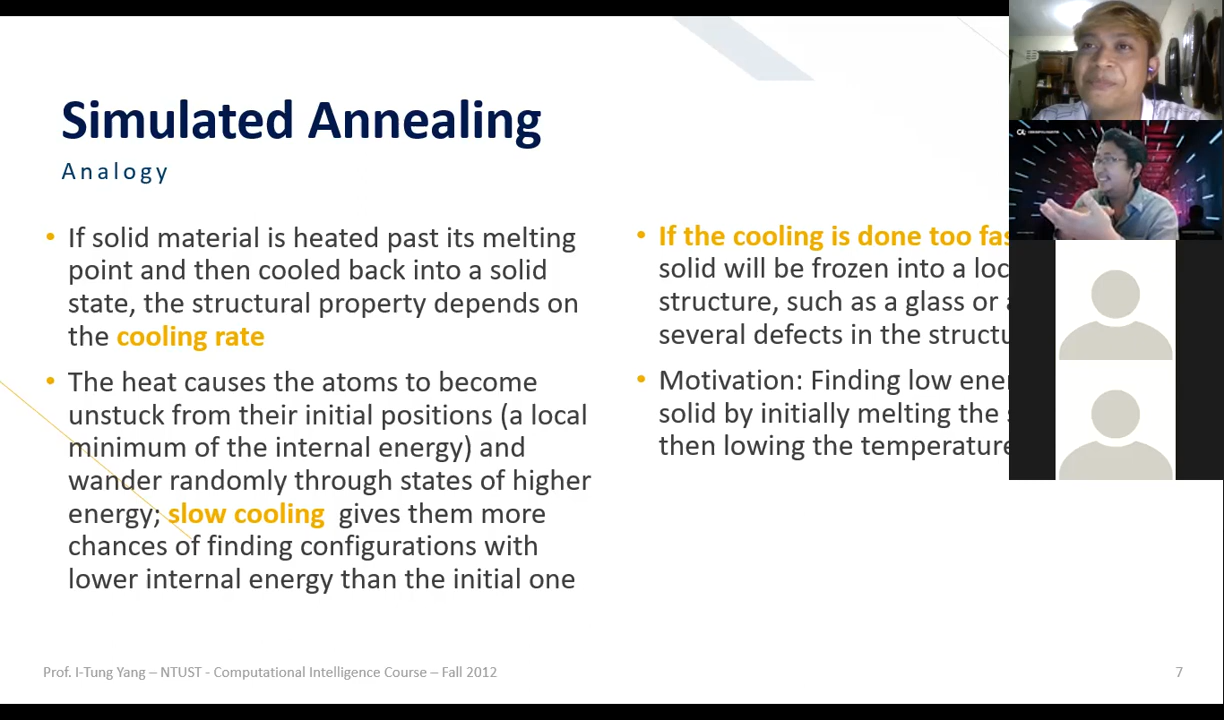 Simulated Annealing
Analogy
• If solid material is heated past its melting
point and then cooled back into a solid
state, the structural property depends on
the cooling rate
• The heat causes the atoms to become
unstuck from their initial positions (a local
minimum of the internal energy) and
wander randomly through states of higher
energy; slow cooling gives them more
chances of finding configurations with
lower internal energy than the initial one
• If the cooling is done too fas
solid will be frozen into a loc
structure, such as a glass or
several defects in the structu
• Motivation: Finding low ene
solid by initially melting the
then lowing the temperature
Prof. I-Tung Yang – NTUST - Computational Intelligence Course – Fall 2012
7